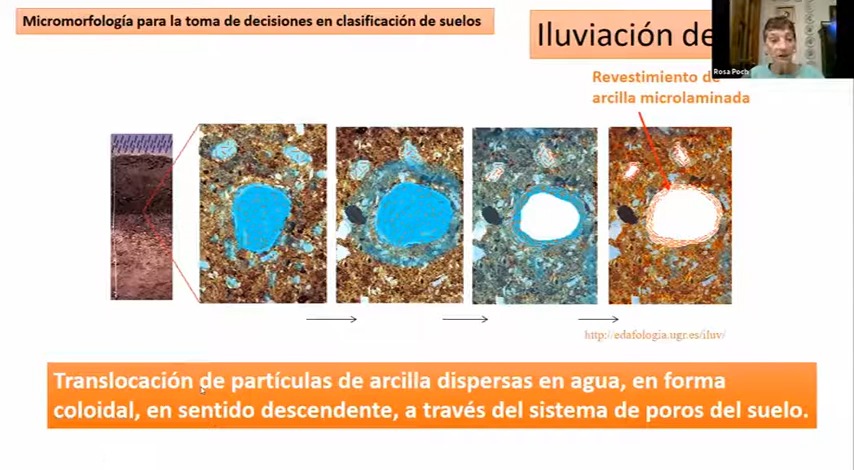 Micromorfología para la toma de decisiones en clasificación de suelos
Iluviación de
Rosa Poch
Revestimiento de
arcilla microlaminada
http://edafologia.ugr.es/iluv/
Translocación de partículas de arcilla dispersas en agua, en forma
coloidal, en sentido descendente, a través del sistema de poros del suelo.